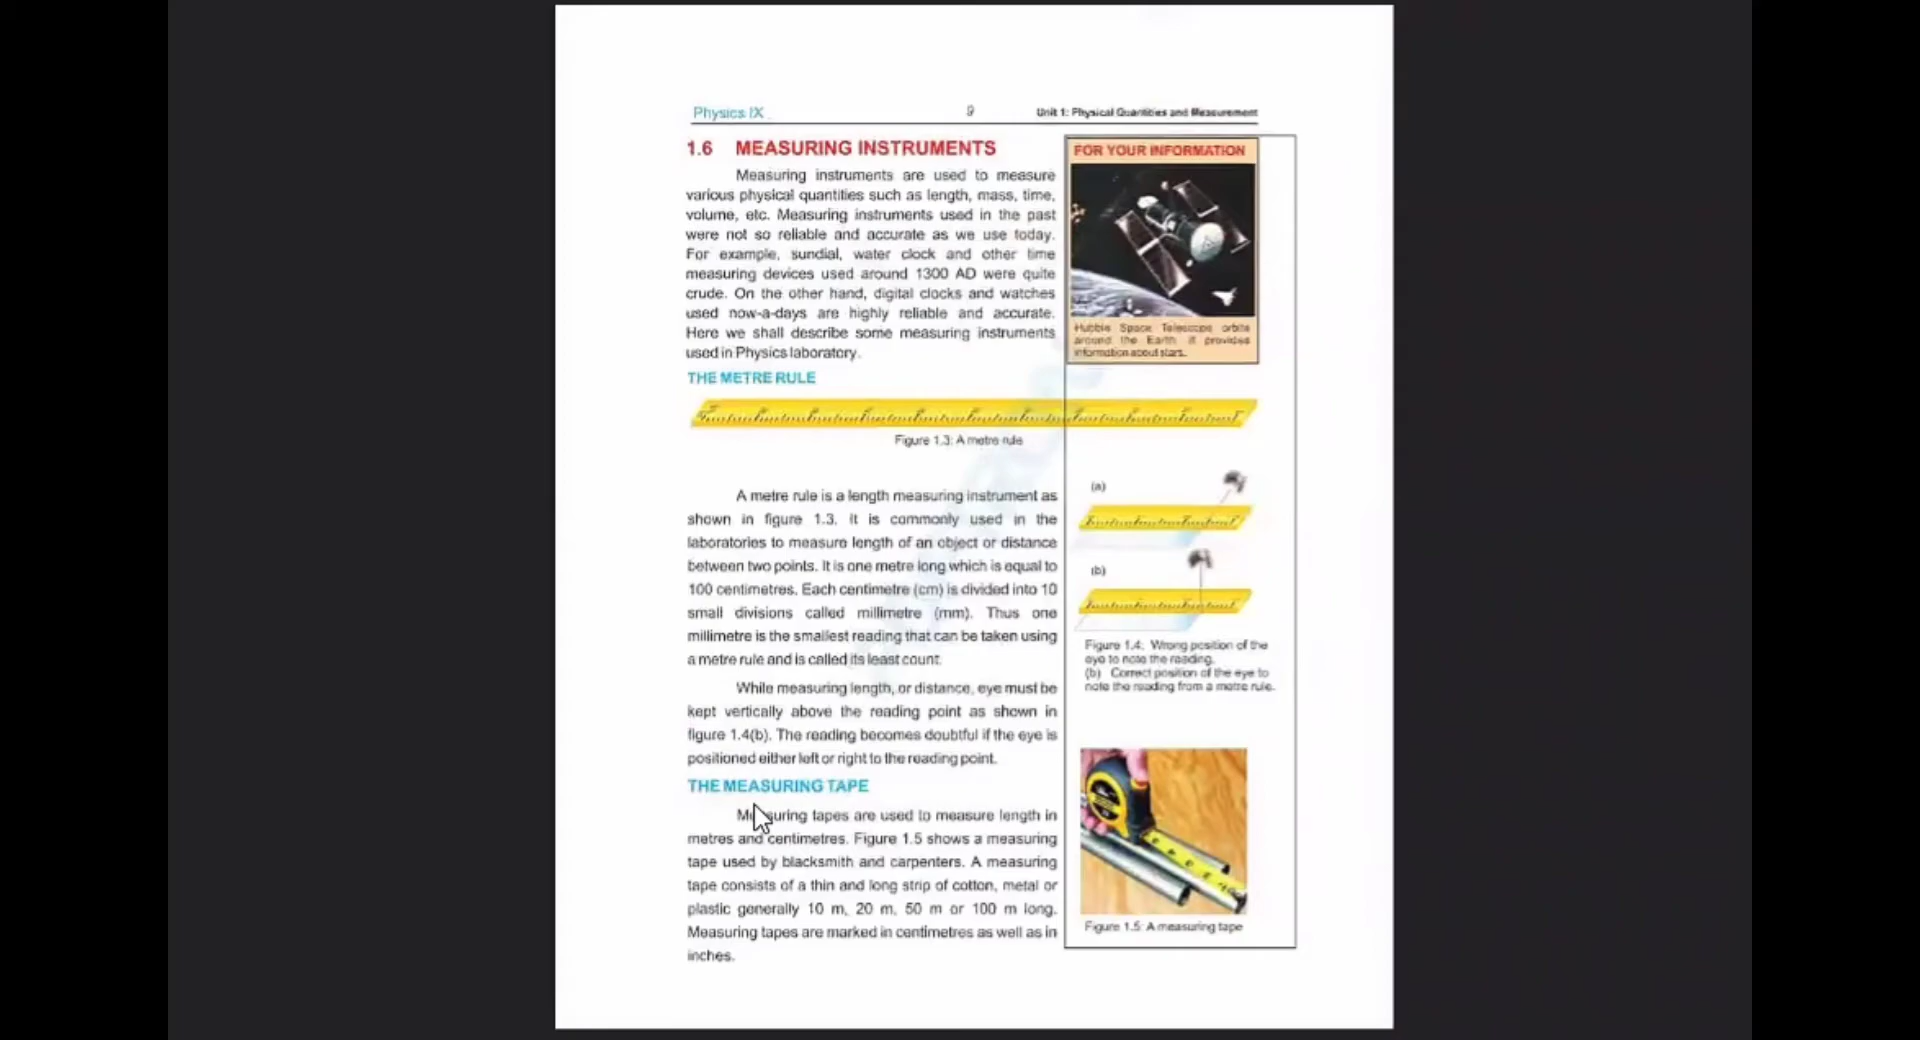 Physics IX
9
Unit 1: Physical Quantities and Measurement
1.6 MEASURING INSTRUMENTS
Measuring instruments are used to measure
various physical quantities such as length, mass, time,
volume, etc. Measuring instruments used in the past
were not so reliable and accurate as we use today.
For example, sundial, water clock and other time
measuring devices used around 1300 AD were quite
crude. On the other hand, digital clocks and watches
used now-a-days are highly reliable and accurate.
Here we shall describe some measuring instruments
used in Physics laboratory.
FOR YOUR INFORMATION
Hubble Space Telescope orbits
around the Earth. It provides
information about stars.
THE METRE RULE
Figure 1.3: A metre rule
A metre rule is a length measuring instrument as
shown in figure 1.3. It is commonly used in the
laboratories to measure length of an object or distance
between two points. It is one metre long which is equal to
100 centimetres. Each centimetre (cm) is divided into 10
small divisions called millimetre (mm). Thus one
millimetre is the smallest reading that can be taken using
a metre rule and is called its least count.
While measuring length, or distance, eye must be
kept vertically above the reading point as shown in
figure 1.4(b). The reading becomes doubtful if the eye is
positioned either left or right to the reading point.
(a)
(b)
Figure 1.4: Wrong position of the
eye to note the reading.
(b) Correct position of the eye to
note the reading from a metre rule.
THE MEASURING TAPE
Measuring tapes are used to measure length in
metres and centimetres. Figure 1.5 shows a measuring
tape used by blacksmith and carpenters. A measuring
tape consists of a thin and long strip of cotton, metal or
plastic generally 10 m, 20 m, 50 m or 100 m long.
Measuring tapes are marked in centimetres as well as in
inches.
Figure 1.5: A measuring tape